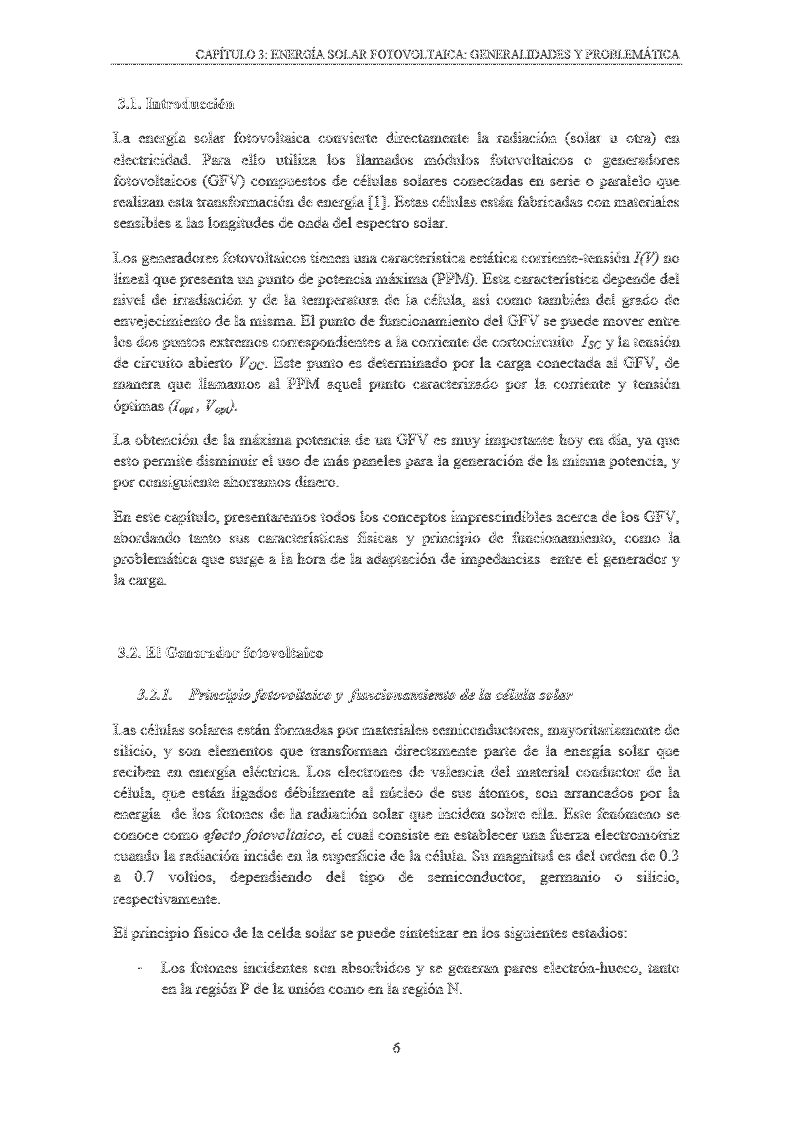 CAPÍTULO 3: ENERGÍA SOLAR FOTOVOLTAICA: GENERALIDADES Y PROBLEMÁTICA
3.1. Introducción
La energía solar fotovoltaica convierte directamente la radiación (solar u otra) en
electricidad. Para ello utiliza los llamados módulos fotovoltaicos o generadores
fotovoltaicos (GFV) compuestos de células solares conectadas en serie o paralelo que
realizan esta transformación de energía [1]. Estas células están fabricadas con materiales
sensibles a las longitudes de onda del espectro solar.
Los generadores fotovoltaicos tienen una característica estática corriente-tensión I(V) no
lineal que presenta un punto de potencia máxima (PPM). Esta característica depende del
nivel de irradiación y de la temperatura de la célula, así como también del grado de
envejecimiento de la misma. El punto de funcionamiento del GFV se puede mover entre
los dos puntos extremos correspondientes a la corriente de cortocircuito ISC y la tensión
de circuito abierto VOC. Este punto es determinado por la carga conectada al GFV, de
manera que llamamos al PPM aquel punto caracterizado por la corriente y tensión
óptimas (Iopt , Vopt).
La obtención de la máxima potencia de un GFV es muy importante hoy en día, ya que
esto permite disminuir el uso de más paneles para la generación de la misma potencia, y
por consiguiente ahorramos dinero.
En este capítulo, presentaremos todos los conceptos imprescindibles acerca de los GFV,
abordando tanto sus características físicas y principio de funcionamiento, como la
problemática que surge a la hora de la adaptación de impedancias entre el generador y
la carga.
3.2. El Generador fotovoltaico
3.2.1. Principio fotovoltaico y funcionamiento de la célula solar
Las células solares están formadas por materiales semiconductores, mayoritariamente de
silicio, y son elementos que transforman directamente parte de la energía solar que
reciben en energía eléctrica. Los electrones de valencia del material conductor de la
célula, que están ligados débilmente al núcleo de sus átomos, son arrancados por la
energía de los fotones de la radiación solar que inciden sobre ella. Este fenómeno se
conoce como efecto fotovoltaico, el cual consiste en establecer una fuerza electromotriz
cuando la radiación incide en la superficie de la célula. Su magnitud es del orden de 0.3
a 0.7 voltios, dependiendo del tipo de semiconductor, germanio o silicio,
respectivamente.
El principio físico de la celda solar se puede sintetizar en los siguientes estadios:
- Los fotones incidentes son absorbidos y se generan pares electrón-hueco, tanto
en la región P de la unión como en la región N.
6